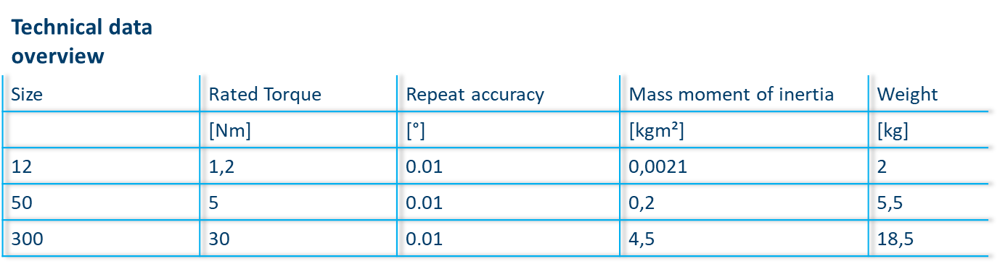 Technical data
overview
Size Rated Torque Repeat accuracy Mass moment of inertia Weight
[Nm] [°] [kgm²] [kg]
12 1,2 0.01 0,0021 2
50 5 0.01 0,2 5,5
300 30 0.01 4,5 18,5